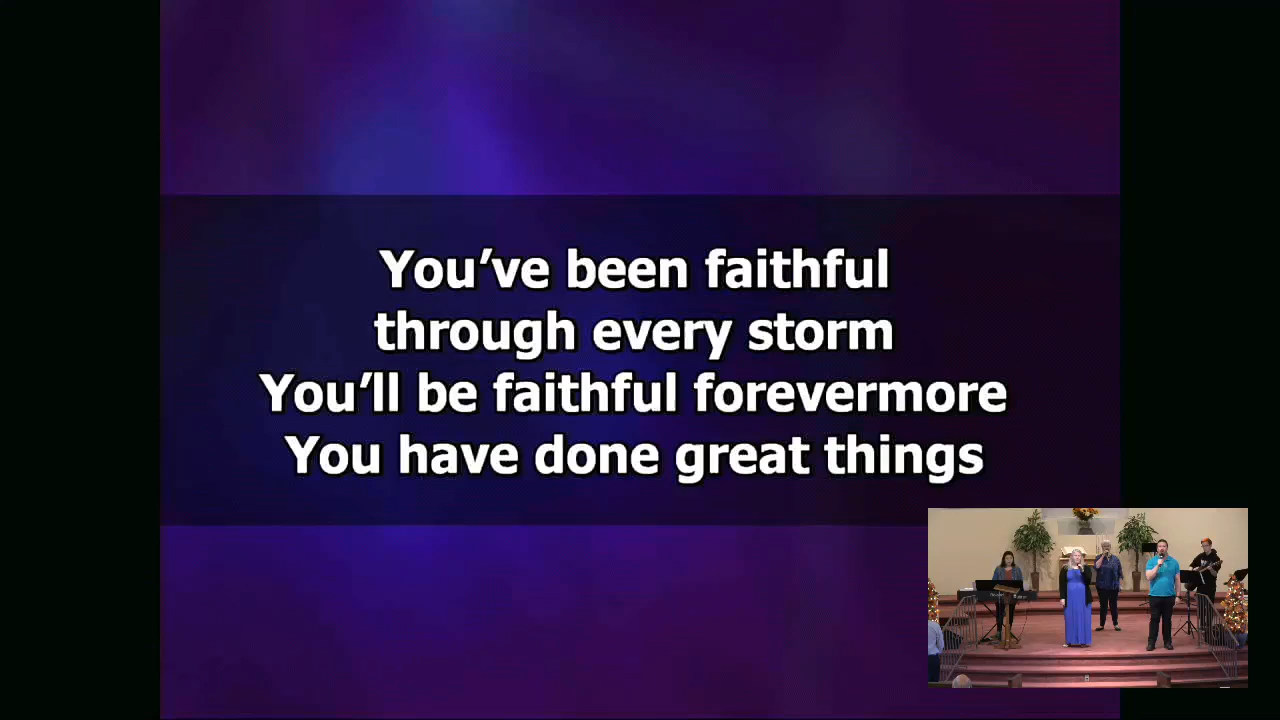 You’ve been faithful
through every storm
You’ll be faithful forevermore
You have done great things